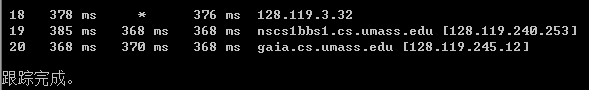 18 378 ms * 376 ms 128.119.3.32
19 385 ms 368 ms 368 ms nscs1bbs1.cs.umass.edu [128.119.240.253]
20 368 ms 370 ms 368 ms gaia.cs.umass.edu [128.119.245.12]
跟踪完成。